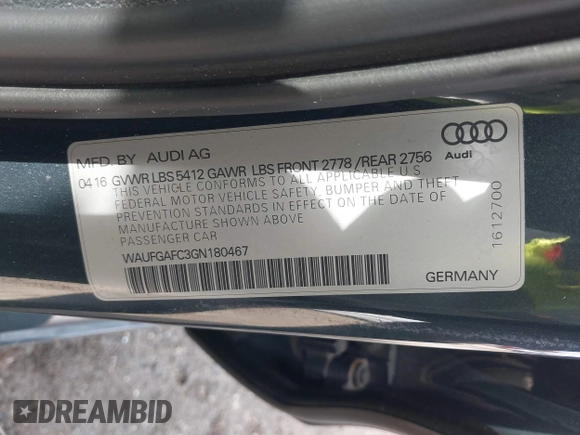 MFD. BY AUDI AG
04 16 GVWR LBS 5412 GAWR LBS FRONT 2778 /REAR 2756
THIS VEHICLE CONFORMS TO ALL APPLICABLE U S
FEDERAL MOTOR VEHICLE SAFETY, BUMPER AND THEFT
PREVENTION STANDARDS IN EFFECT ON THE DATE OF
MANUFACTURE SHOWN ABOVE
PASSENGER CAR
WAUFGAFC3GN180467
Audi
1612700
GERMANY
DREAMBID